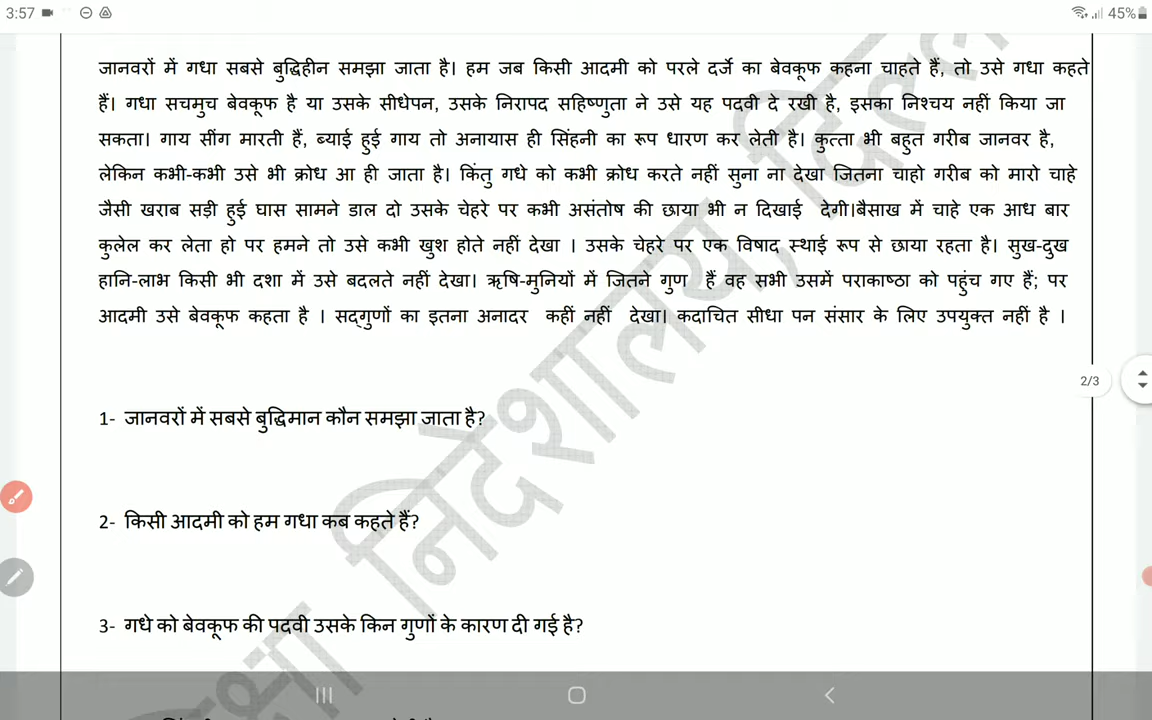 3:57
45%
जानवरों में गधा सबसे बुद्धिहीन समझा जाता है। हम जब किसी आदमी को परले दर्जे का बेवकूफ कहना चाहते हैं, तो उसे गधा कहते
हैं। गधा सचमुच बेवकूफ है या उसके सीधेपन, उसके निरापद सहिष्णुता ने उसे यह पदवी दे रखी है, इसका निश्चय नहीं किया जा
सकता। गाय सींग मारती हैं, ब्याई हुई गाय तो अनायास ही सिंहनी का रूप धारण कर लेती है। कुत्ता भी बहुत गरीब जानवर है,
लेकिन कभी-कभी उसे भी क्रोध आ ही जाता है। किंतु गधे को कभी क्रोध करते नहीं सुना ना देखा जितना चाहो गरीब को मारो चाहे
जैसी खराब सड़ी हुई घास सामने डाल दो उसके चेहरे पर कभी असंतोष की छाया भी न दिखाई देगी।बैसाख में चाहे एक आध बार
कुलेल कर लेता हो पर हमने तो उसे कभी खुश होते नहीं देखा । उसके चेहरे पर एक विषाद स्थाई रूप से छाया रहता है। सुख-दुख
हानि-लाभ किसी भी दशा में उसे बदलते नहीं देखा। ऋषि-मुनियों में जितने गुण हैं वह सभी उसमें पराकाष्ठा को पहुंच गए हैं; पर
आदमी उसे बेवकूफ कहता है । सद्‌गुणों का इतना अनादर कहीं नहीं देखा। कदाचित सीधा पन संसार के लिए उपयुक्त नहीं है ।
2/3
1- जानवरों में सबसे बुद्धिमान कौन समझा जाता है?
2- किसी आदमी को हम गधा कब कहते हैं?
3- गधे को बेवकूफ की पदवी उसके किन गुणों के कारण दी गई है?
निदेशालय,